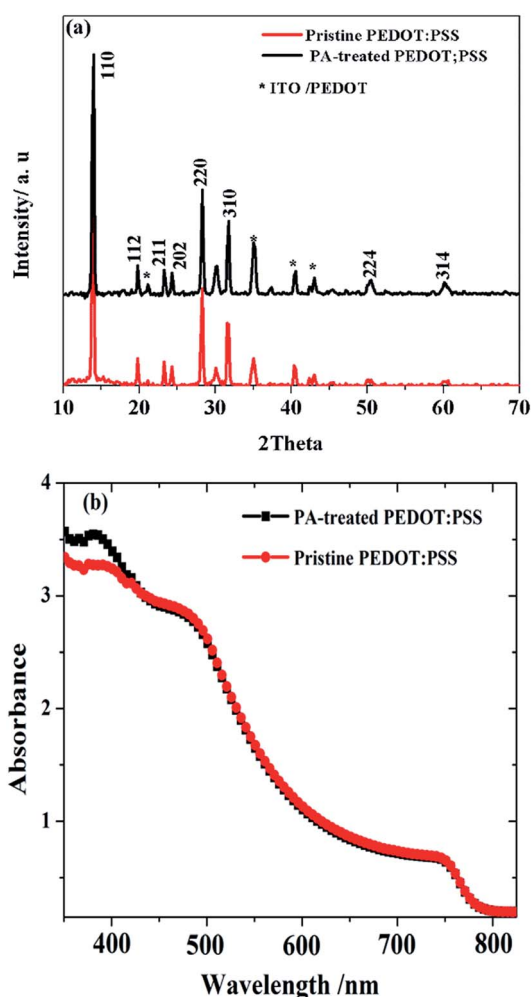 (a)
Pristine PEDOT:PSS
PA-treated PEDOT;PSS
* ITO /PEDOT
110
112
*
211
202
220
310
*
*
*
224
314
Intensity/ a. u
10 20 30 40 50 60 70
2Theta
(b)
PA-treated PEDOT:PSS
Pristine PEDOT:PSS
4
3
2
1
Absorbance
400 500 600 700 800
Wavelength /nm